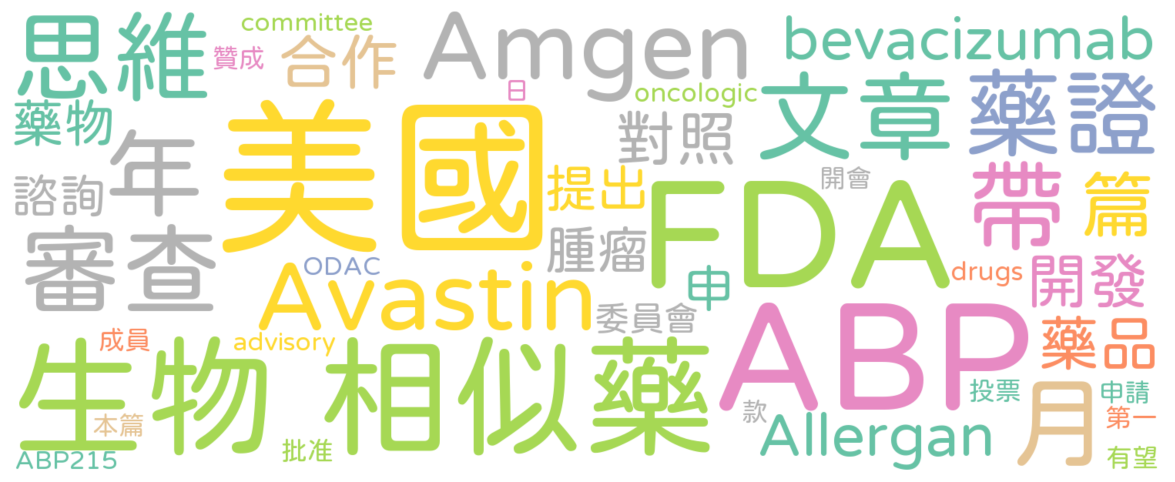 committee
思維
贊成
合作
Amgen
bevacizumab
日
oncologic
文章
藥證
藥物
年
美國
對照
諮詢
提出
FDA
開會
帶
篇
審查
ODAC
腫瘤
申
drugs
開發
Avastin
委員會
ABP
藥品
成員
advisory
生物相似藥
款
投票
月
申請
第一
本篇
批准
Allergan
ABP215
有望